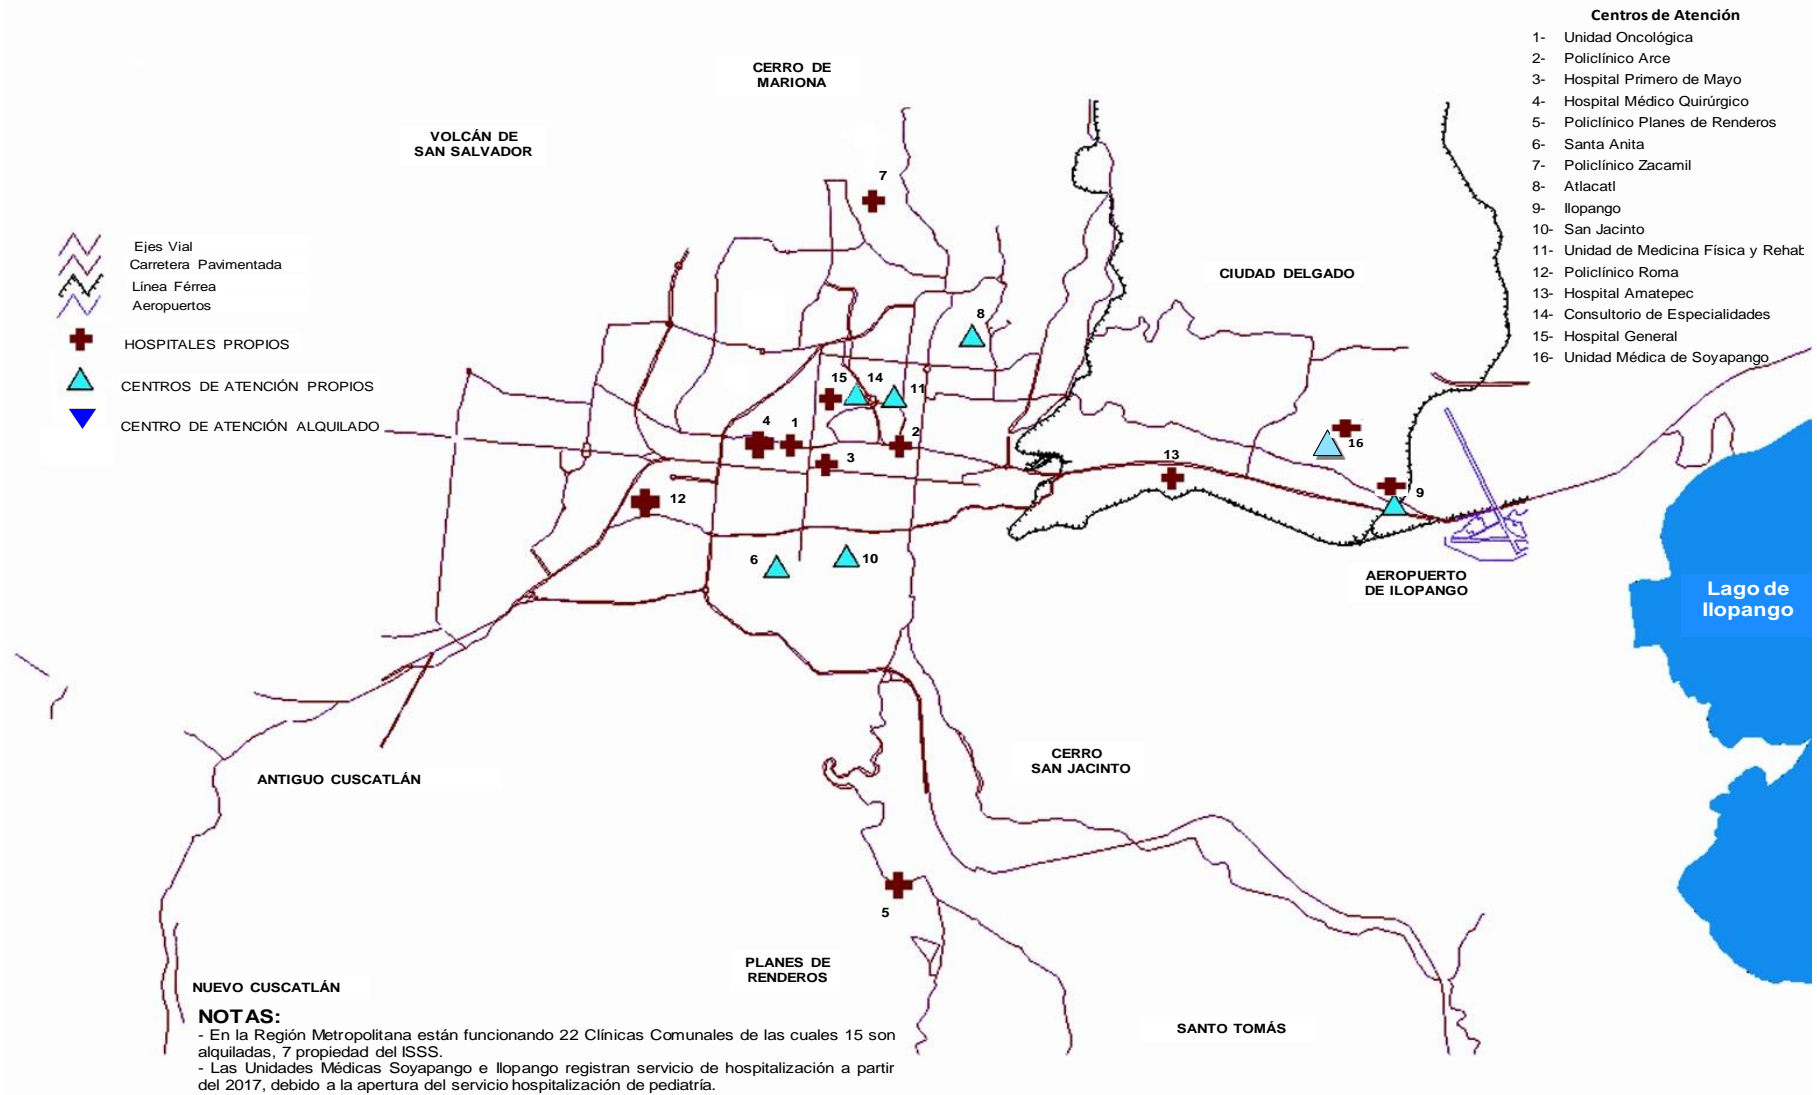 Centros de Atención
1- Unidad Oncológica
2- Policlínico Arce
3- Hospital Primero de Mayo
4- Hospital Médico Quirúrgico
5- Policlínico Planes de Renderos
6- Santa Anita
7- Policlínico Zacamil
8- Atlacatl
9- Ilopango
10- San Jacinto
11- Unidad de Medicina Física y Rehab
12- Policlínico Roma
13- Hospital Amatepec
14- Consultorio de Especialidades
15- Hospital General
16- Unidad Médica de Soyapango
CERRO DE
MARIONA
VOLCÁN DE
SAN SALVADOR
7
Ejes Vial
Carretera Pavimentada
Línea Férrea
Aeropuertos
HOSPITALES PROPIOS
CENTROS DE ATENCIÓN PROPIOS
CENTRO DE ATENCIÓN ALQUILADO
CIUDAD DELGADO
8
15
14
11
4
1
2
3
16
13
12
9
6
10
AEROPUERTO
DE ILOPANGO
Lago de
Ilopango
CERRO
SAN JACINTO
ANTIGUO CUSCATLÁN
5
PLANES DE
RENDEROS
NUEVO CUSCATLÁN
SANTO TOMÁS
NOTAS:
- En la Región Metropolitana están funcionando 22 Clínicas Comunales de las cuales 15 son
alquiladas, 7 propiedad del ISSS.
- Las Unidades Médicas Soyapango e Ilopango registran servicio de hospitalización a partir
del 2017, debido a la apertura del servicio hospitalización de pediatría.